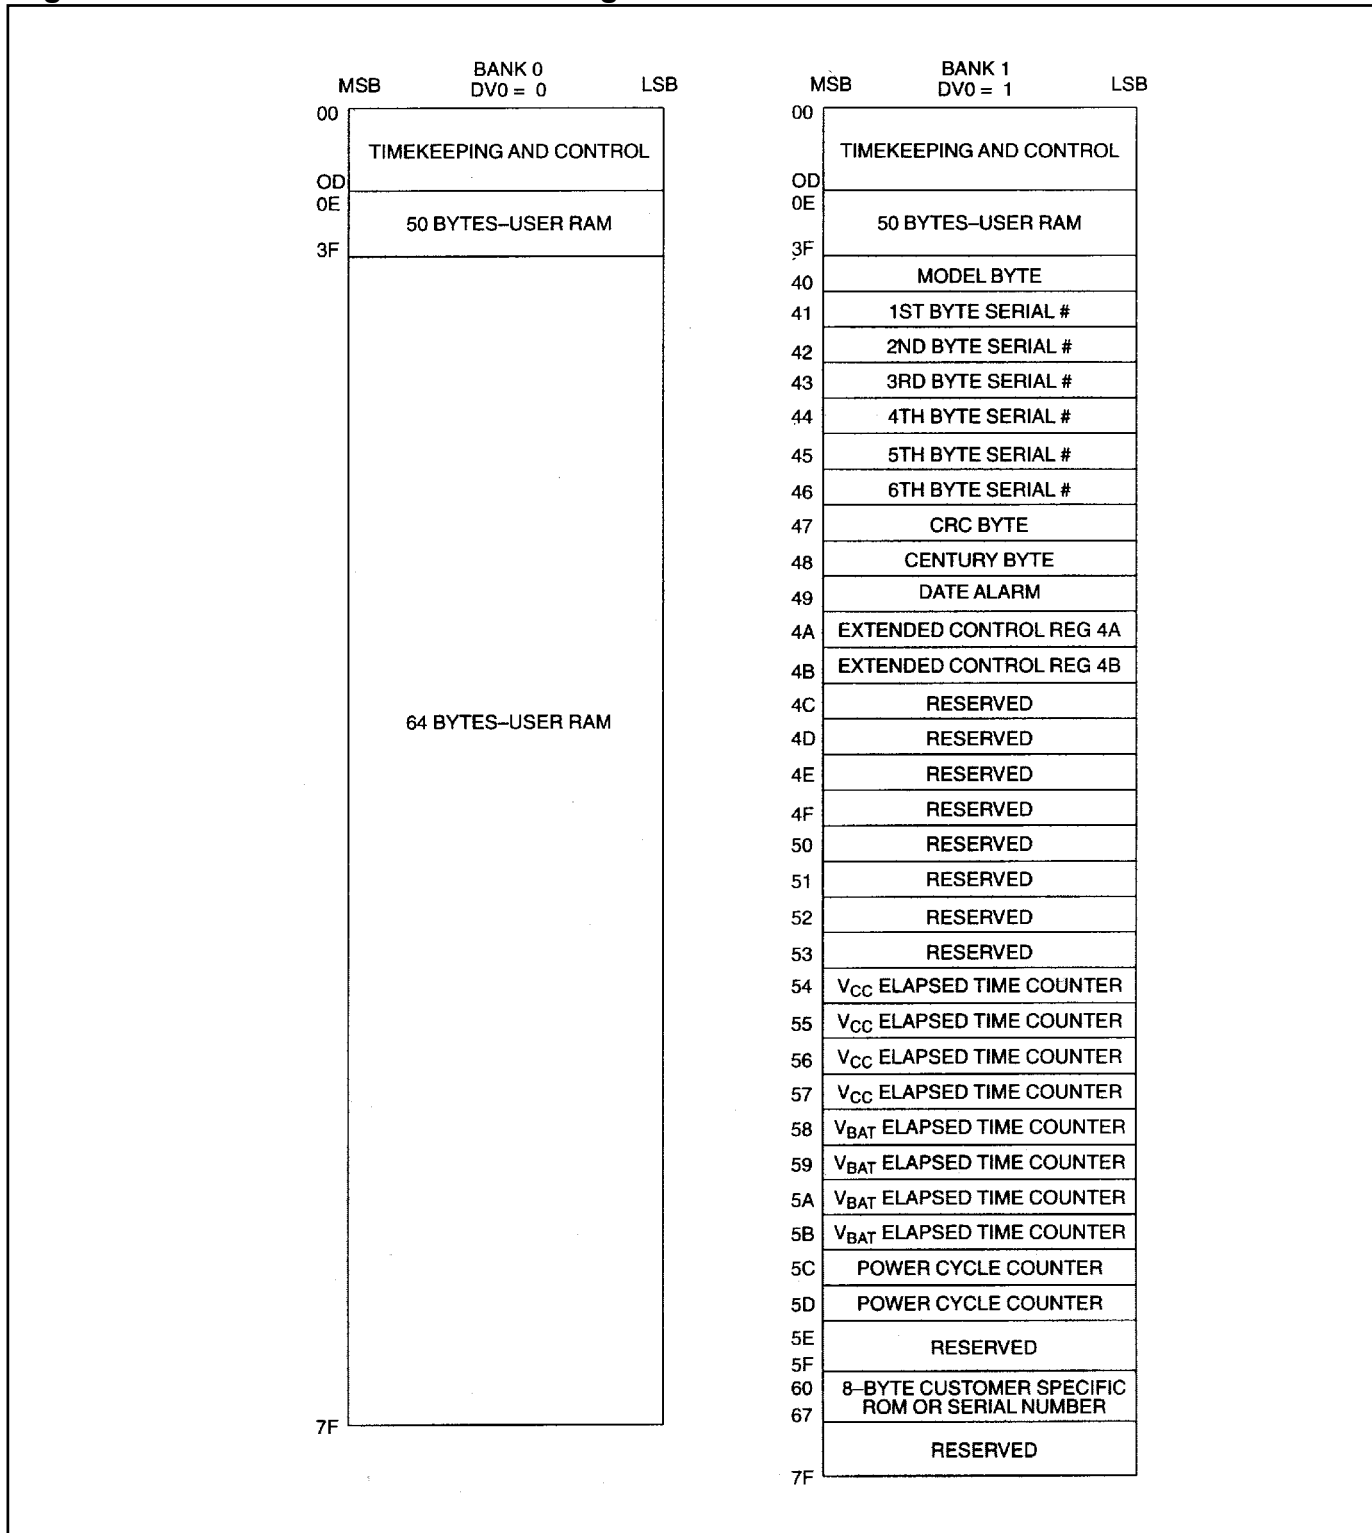 BANK 0
MSB DV0 = 0 LSB
00
TIMEKEEPING AND CONTROL
OD
0E
50 BYTES–USER RAM
3F
64 BYTES–USER RAM
7F
BANK 1
MSB DV0 = 1 LSB
00
TIMEKEEPING AND CONTROL
OD
0E
50 BYTES–USER RAM
3F
40 MODEL BYTE
41 1ST BYTE SERIAL #
42 2ND BYTE SERIAL #
43 3RD BYTE SERIAL #
44 4TH BYTE SERIAL #
45 5TH BYTE SERIAL #
46 6TH BYTE SERIAL #
47 CRC BYTE
48 CENTURY BYTE
49 DATE ALARM
4A EXTENDED CONTROL REG 4A
4B EXTENDED CONTROL REG 4B
4C RESERVED
4D RESERVED
4E RESERVED
4F RESERVED
50 RESERVED
51 RESERVED
52 RESERVED
53 RESERVED
54 VCC ELAPSED TIME COUNTER
55 VCC ELAPSED TIME COUNTER
56 VCC ELAPSED TIME COUNTER
57 VCC ELAPSED TIME COUNTER
58 VBAT ELAPSED TIME COUNTER
59 VBAT ELAPSED TIME COUNTER
5A VBAT ELAPSED TIME COUNTER
5B VBAT ELAPSED TIME COUNTER
5C POWER CYCLE COUNTER
5D POWER CYCLE COUNTER
5E
RESERVED
5F
60 8–BYTE CUSTOMER SPECIFIC
67 ROM OR SERIAL NUMBER
RESERVED
7F